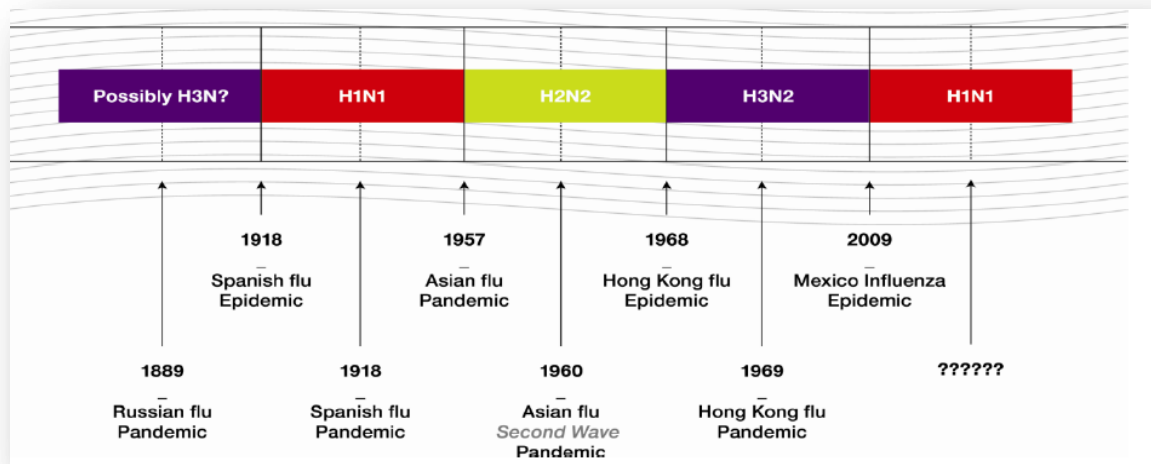 Possibly H3N?
H1N1
H2N2
H3N2
H1N1
1918
–
Spanish flu
Epidemic
1957
–
Asian flu
Pandemic
1968
–
Hong Kong flu
Epidemic
2009
–
Mexico Influenza
Epidemic
1889
–
Russian flu
Pandemic
1918
–
Spanish flu
Pandemic
1960
–
Asian flu
Second Wave
Pandemic
1969
–
Hong Kong flu
Pandemic
??????